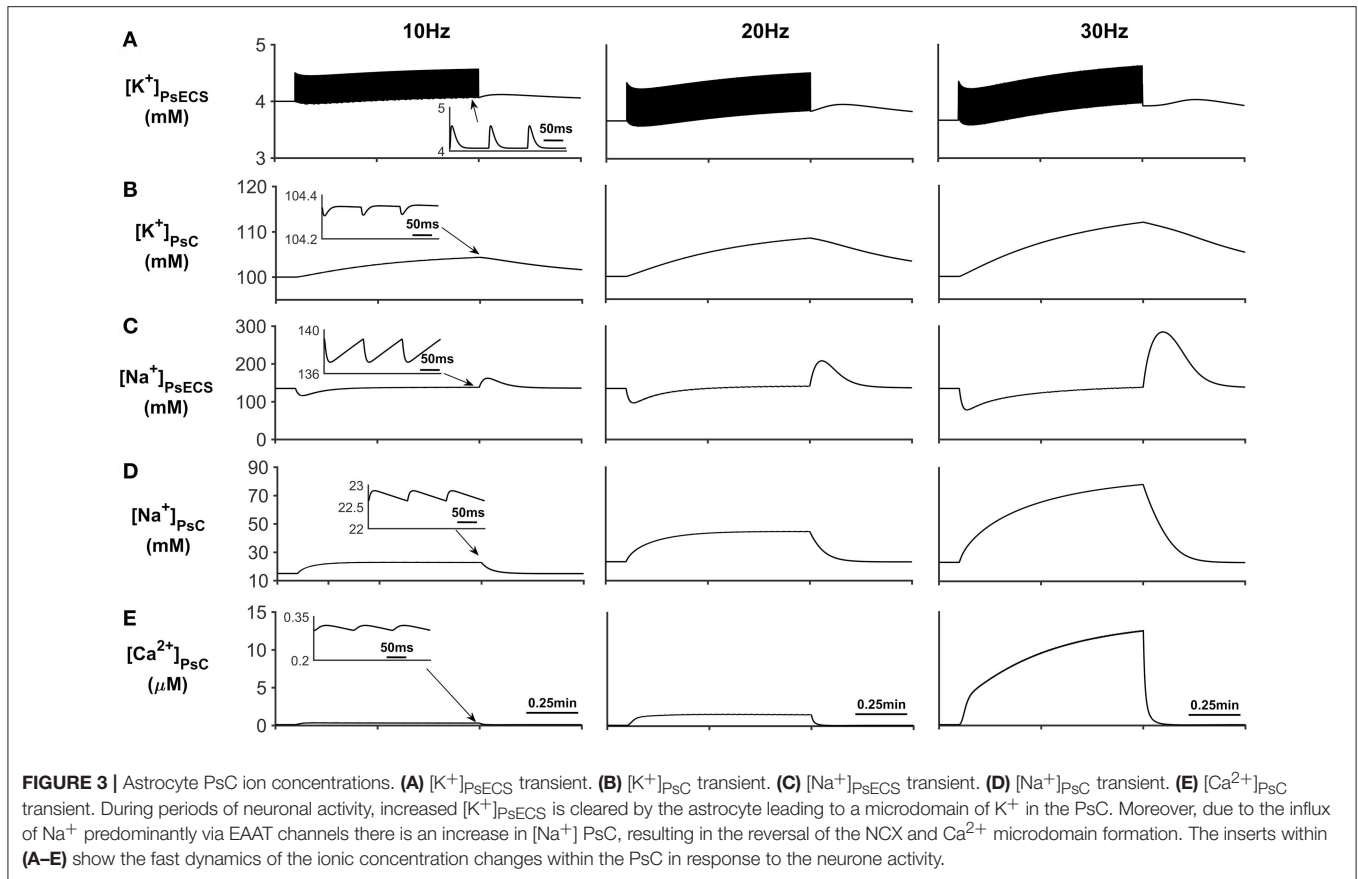 10Hz 20Hz 30Hz
A
[K+]PsECS
(mM)
5
4
3
5
4
50ms
B
[K+]PsC
(mM)
120
110
100
104.4
104.2
50ms
C
[Na+]PsECS
(mM)
300
200
100
0
140
136
50ms
D
[Na+]PsC
(mM)
90
70
50
30
10
23
22.5
22
50ms
E
[Ca2+]PsC
(μM)
15
10
5
0
0.35
0.2
50ms
0.25min 0.25min 0.25min
FIGURE 3 | Astrocyte PsC ion concentrations. (A) [K+]PsECS transient. (B) [K+]PsC transient. (C) [Na+]PsECS transient. (D) [Na+]PsC transient. (E) [Ca2+]PsC
transient. During periods of neuronal activity, increased [K+]PsECS is cleared by the astrocyte leading to a microdomain of K+ in the PsC. Moreover, due to the influx
of Na+ predominantly via EAAT channels there is an increase in [Na+] PsC, resulting in the reversal of the NCX and Ca2+ microdomain formation. The inserts within
(A–E) show the fast dynamics of the ionic concentration changes within the PsC in response to the neurone activity.